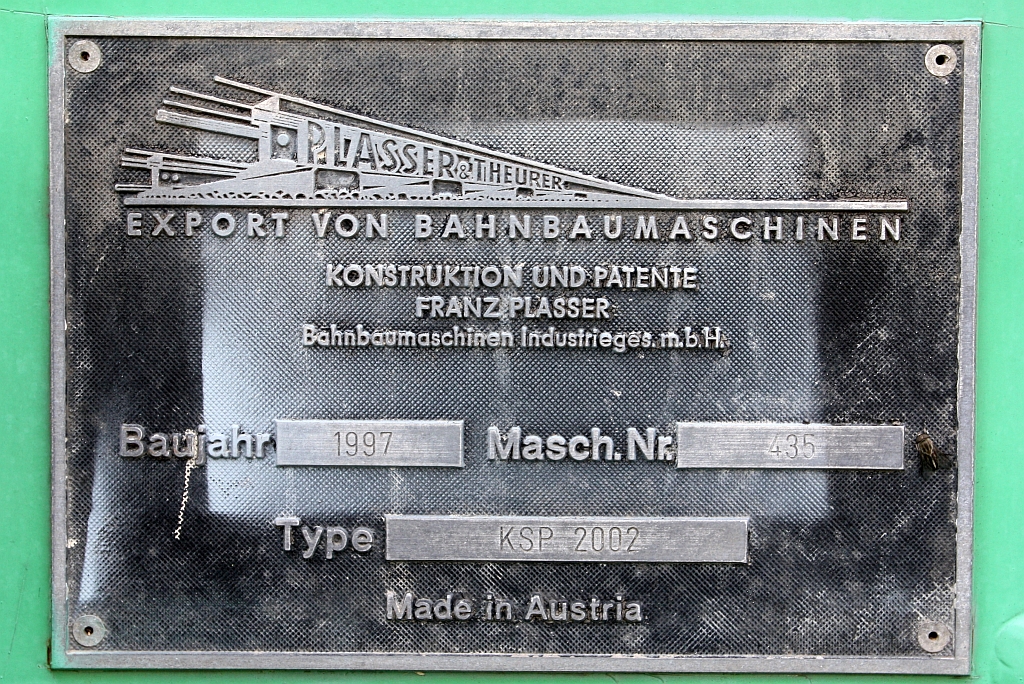 PLASSER & THEURER
EXPORT VON BAHNBAUMASCHINEN
KONSTRUKTION UND PATENTE
FRANZ PLASSER
Bahnbaumaschinen Industrieges. m.b.H.
Baujahr 1997 Masch.Nr. 435
Type KSP 2002
Made in Austria